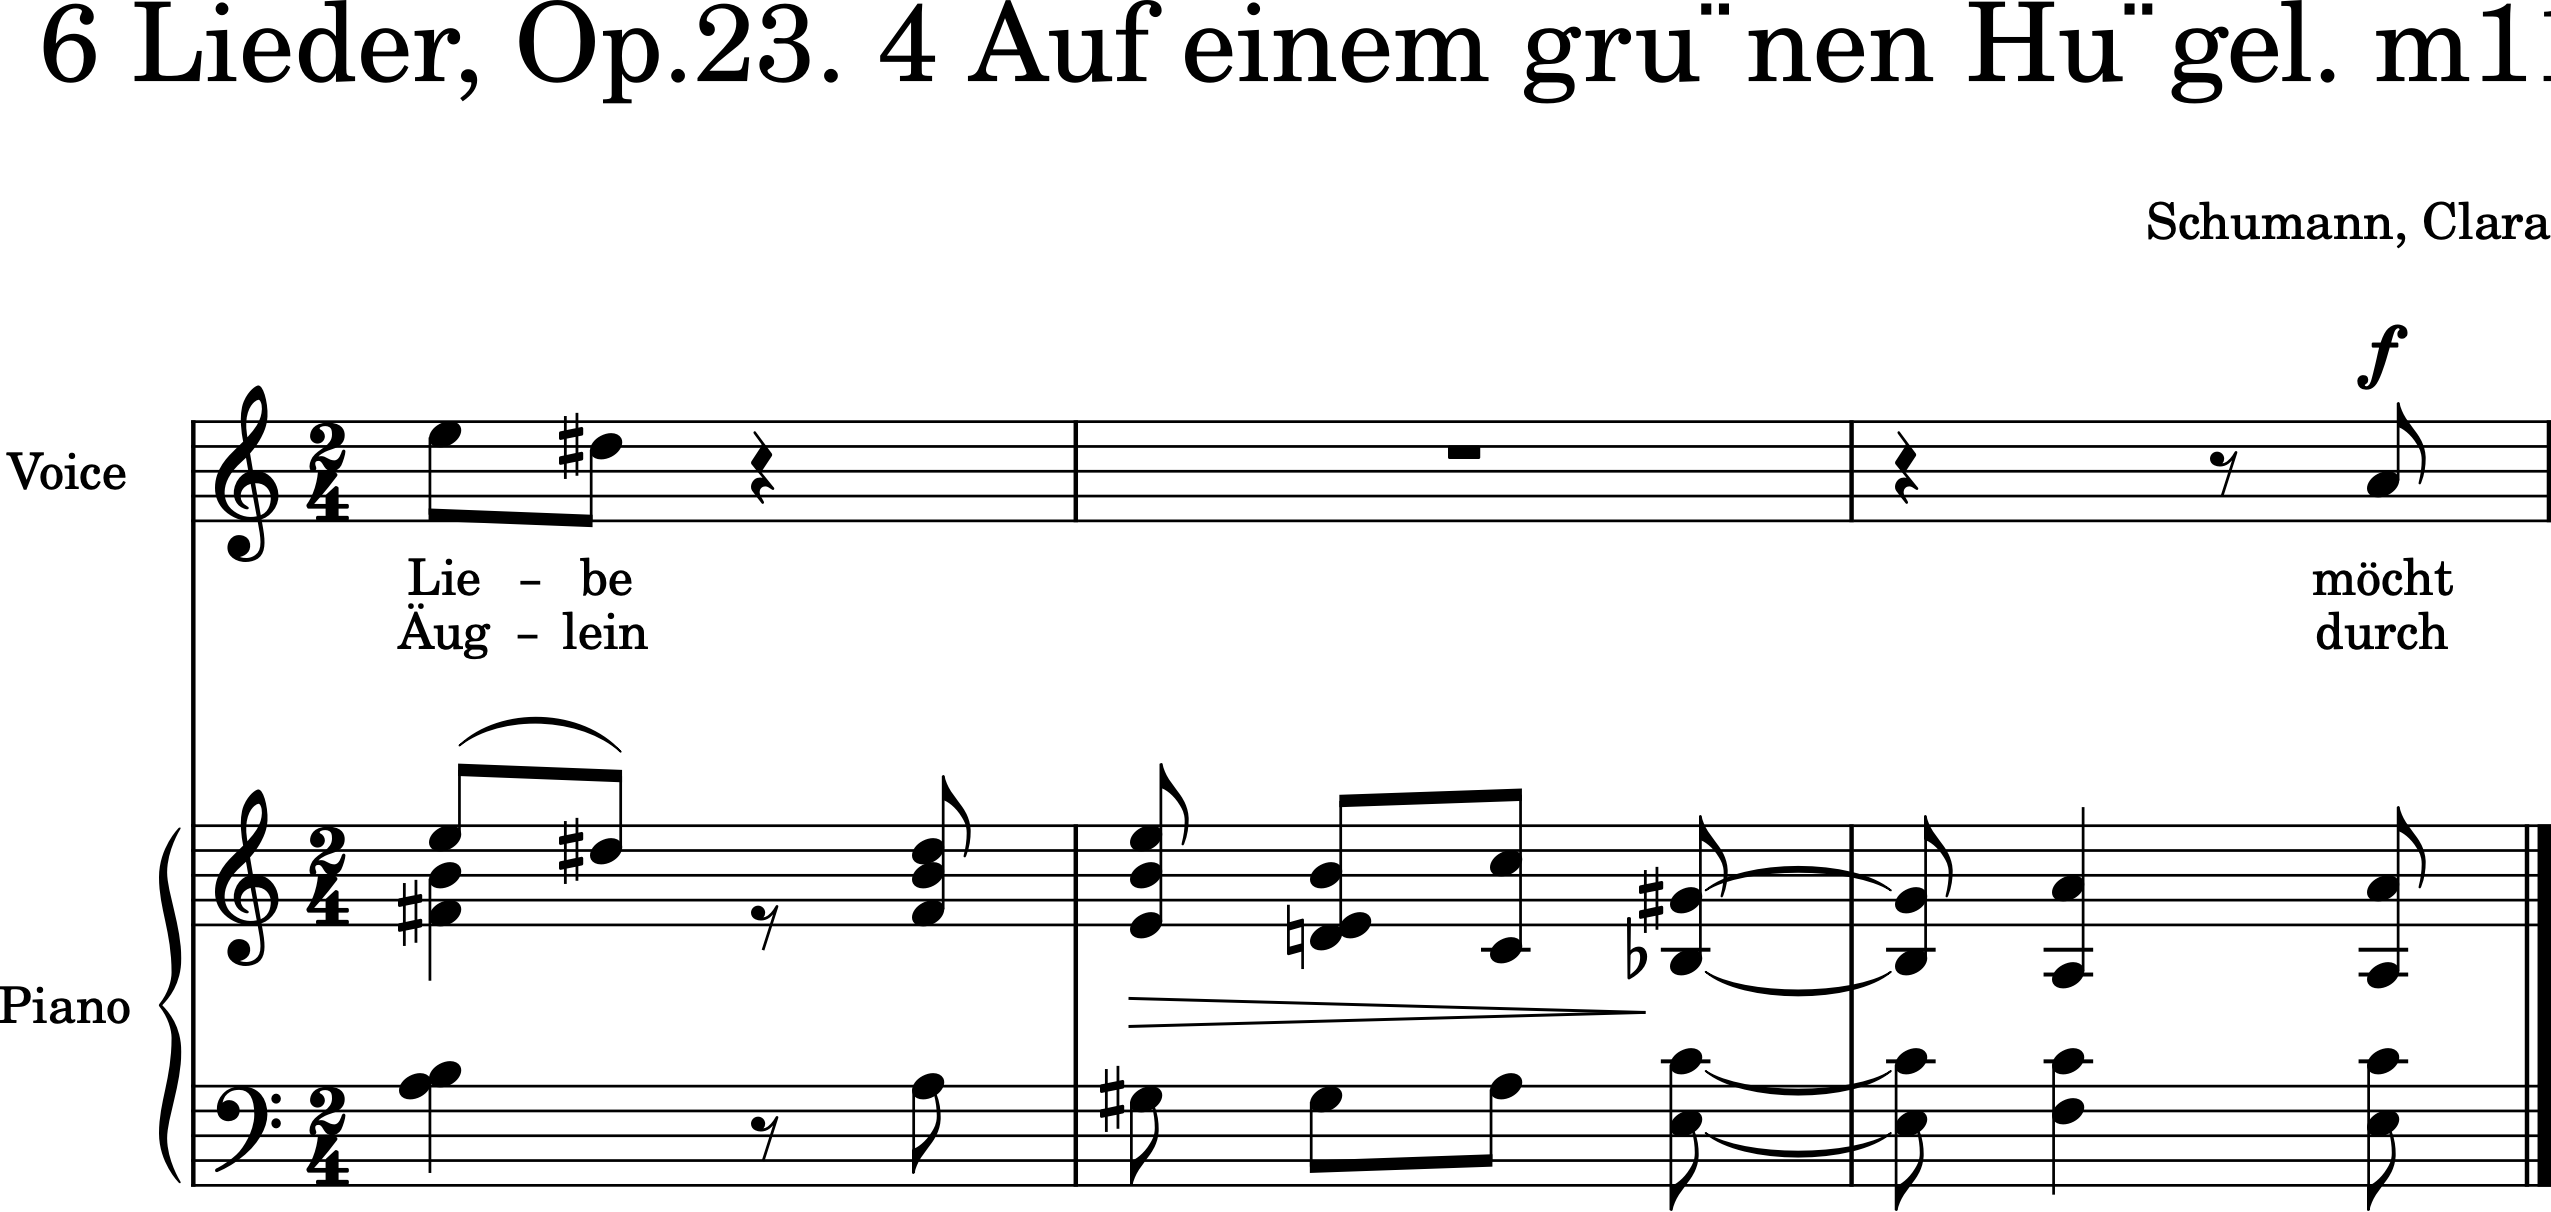 6 Lieder, Op.23. 4 Auf einem gru¨nen Hu¨gel. m11
Schumann, Clara
f
Voice
Lie – be möcht
Äug – lein durch
Piano